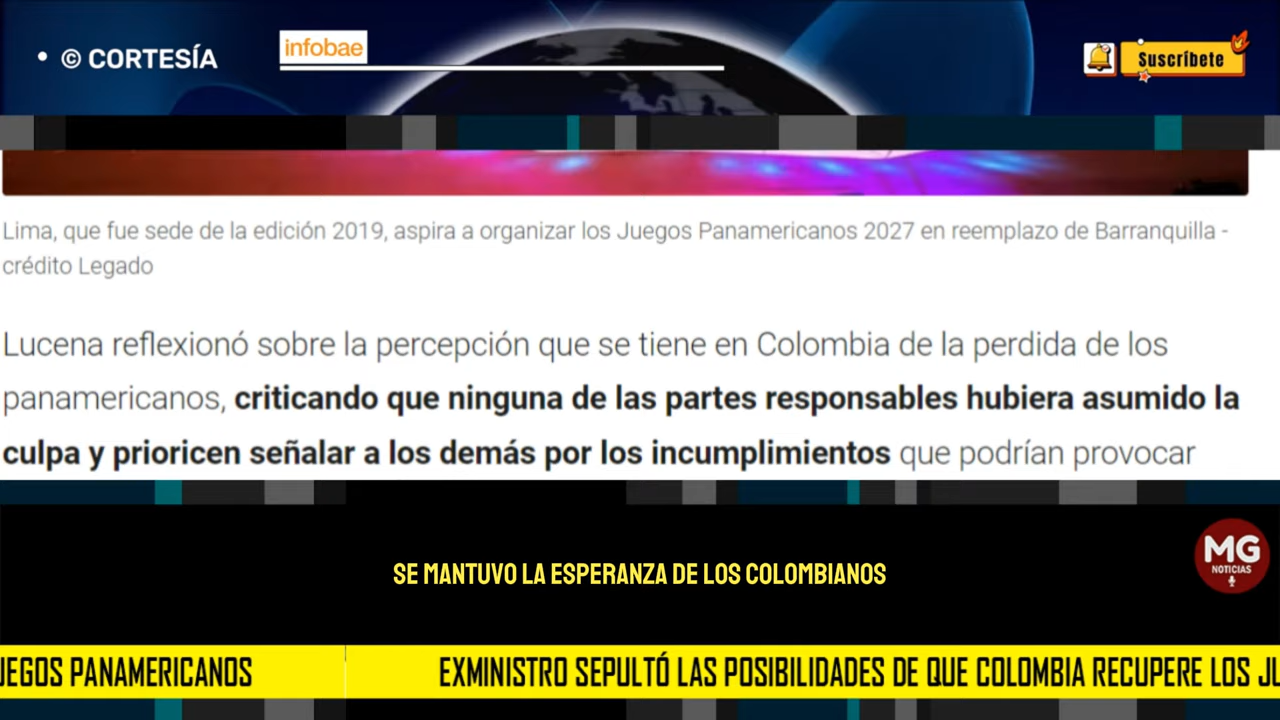 • © CORTESÍA
infobae
Suscríbete
Lima, que fue sede de la edición 2019, aspira a organizar los Juegos Panamericanos 2027 en reemplazo de Barranquilla -
crédito Legado
Lucena reflexionó sobre la percepción que se tiene en Colombia de la perdida de los
panamericanos, criticando que ninguna de las partes responsables hubiera asumido la
culpa y prioricen señalar a los demás por los incumplimientos que podrían provocar
MG
NOTICIAS
SE MANTUVO LA ESPERANZA DE LOS COLOMBIANOS
UEGOS PANAMERICANOS EXMINISTRO SEPULTÓ LAS POSIBILIDADES DE QUE COLOMBIA RECUPERE LOS JU